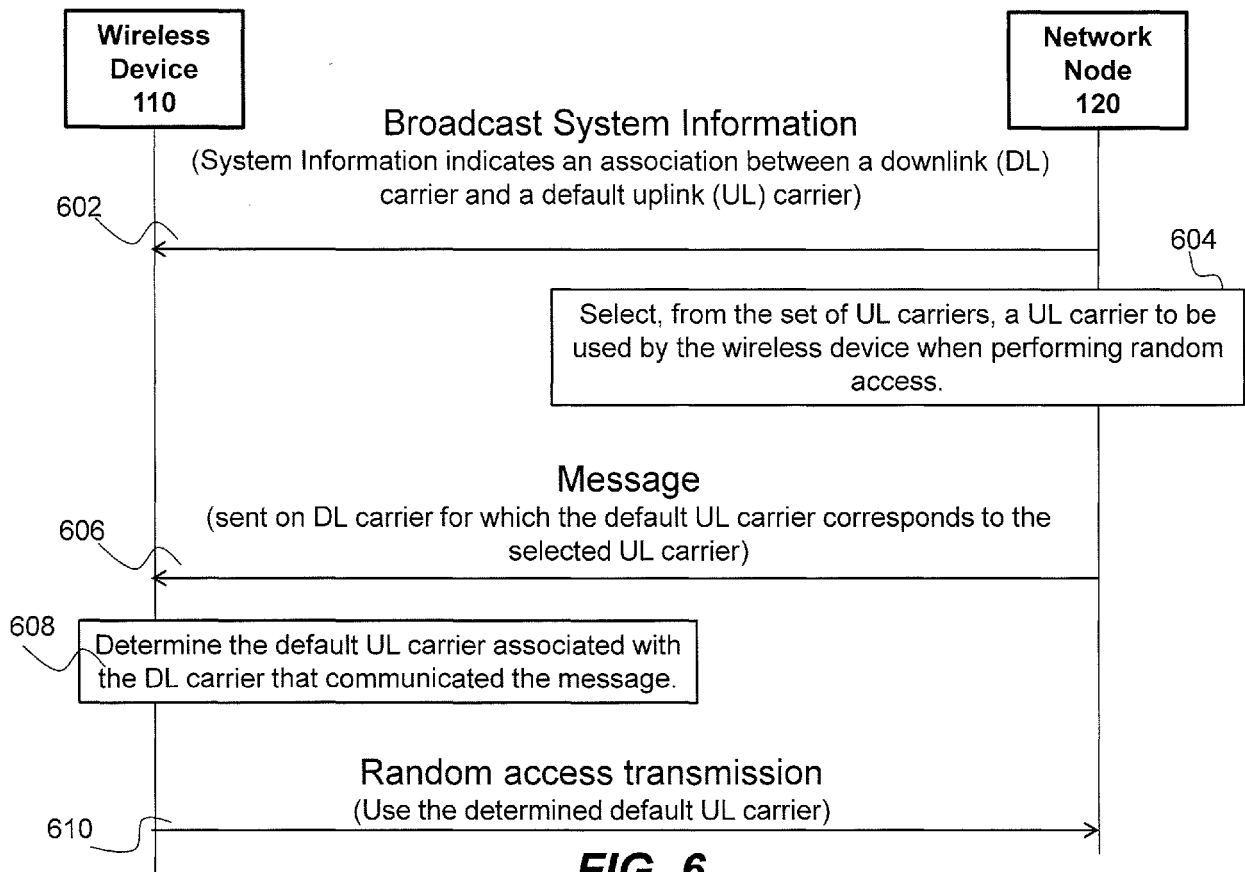 Wireless
Device
110
Network
Node
120
Broadcast System Information
(System Information indicates an association between a downlink (DL)
carrier and a default uplink (UL) carrier)
602
604
Select, from the set of UL carriers, a UL carrier to be
used by the wireless device when performing random
access.
Message
(sent on DL carrier for which the default UL carrier corresponds to the
selected UL carrier)
606
608
Determine the default UL carrier associated with
the DL carrier that communicated the message.
Random access transmission
(Use the determined default UL carrier)
610
FIG. 6